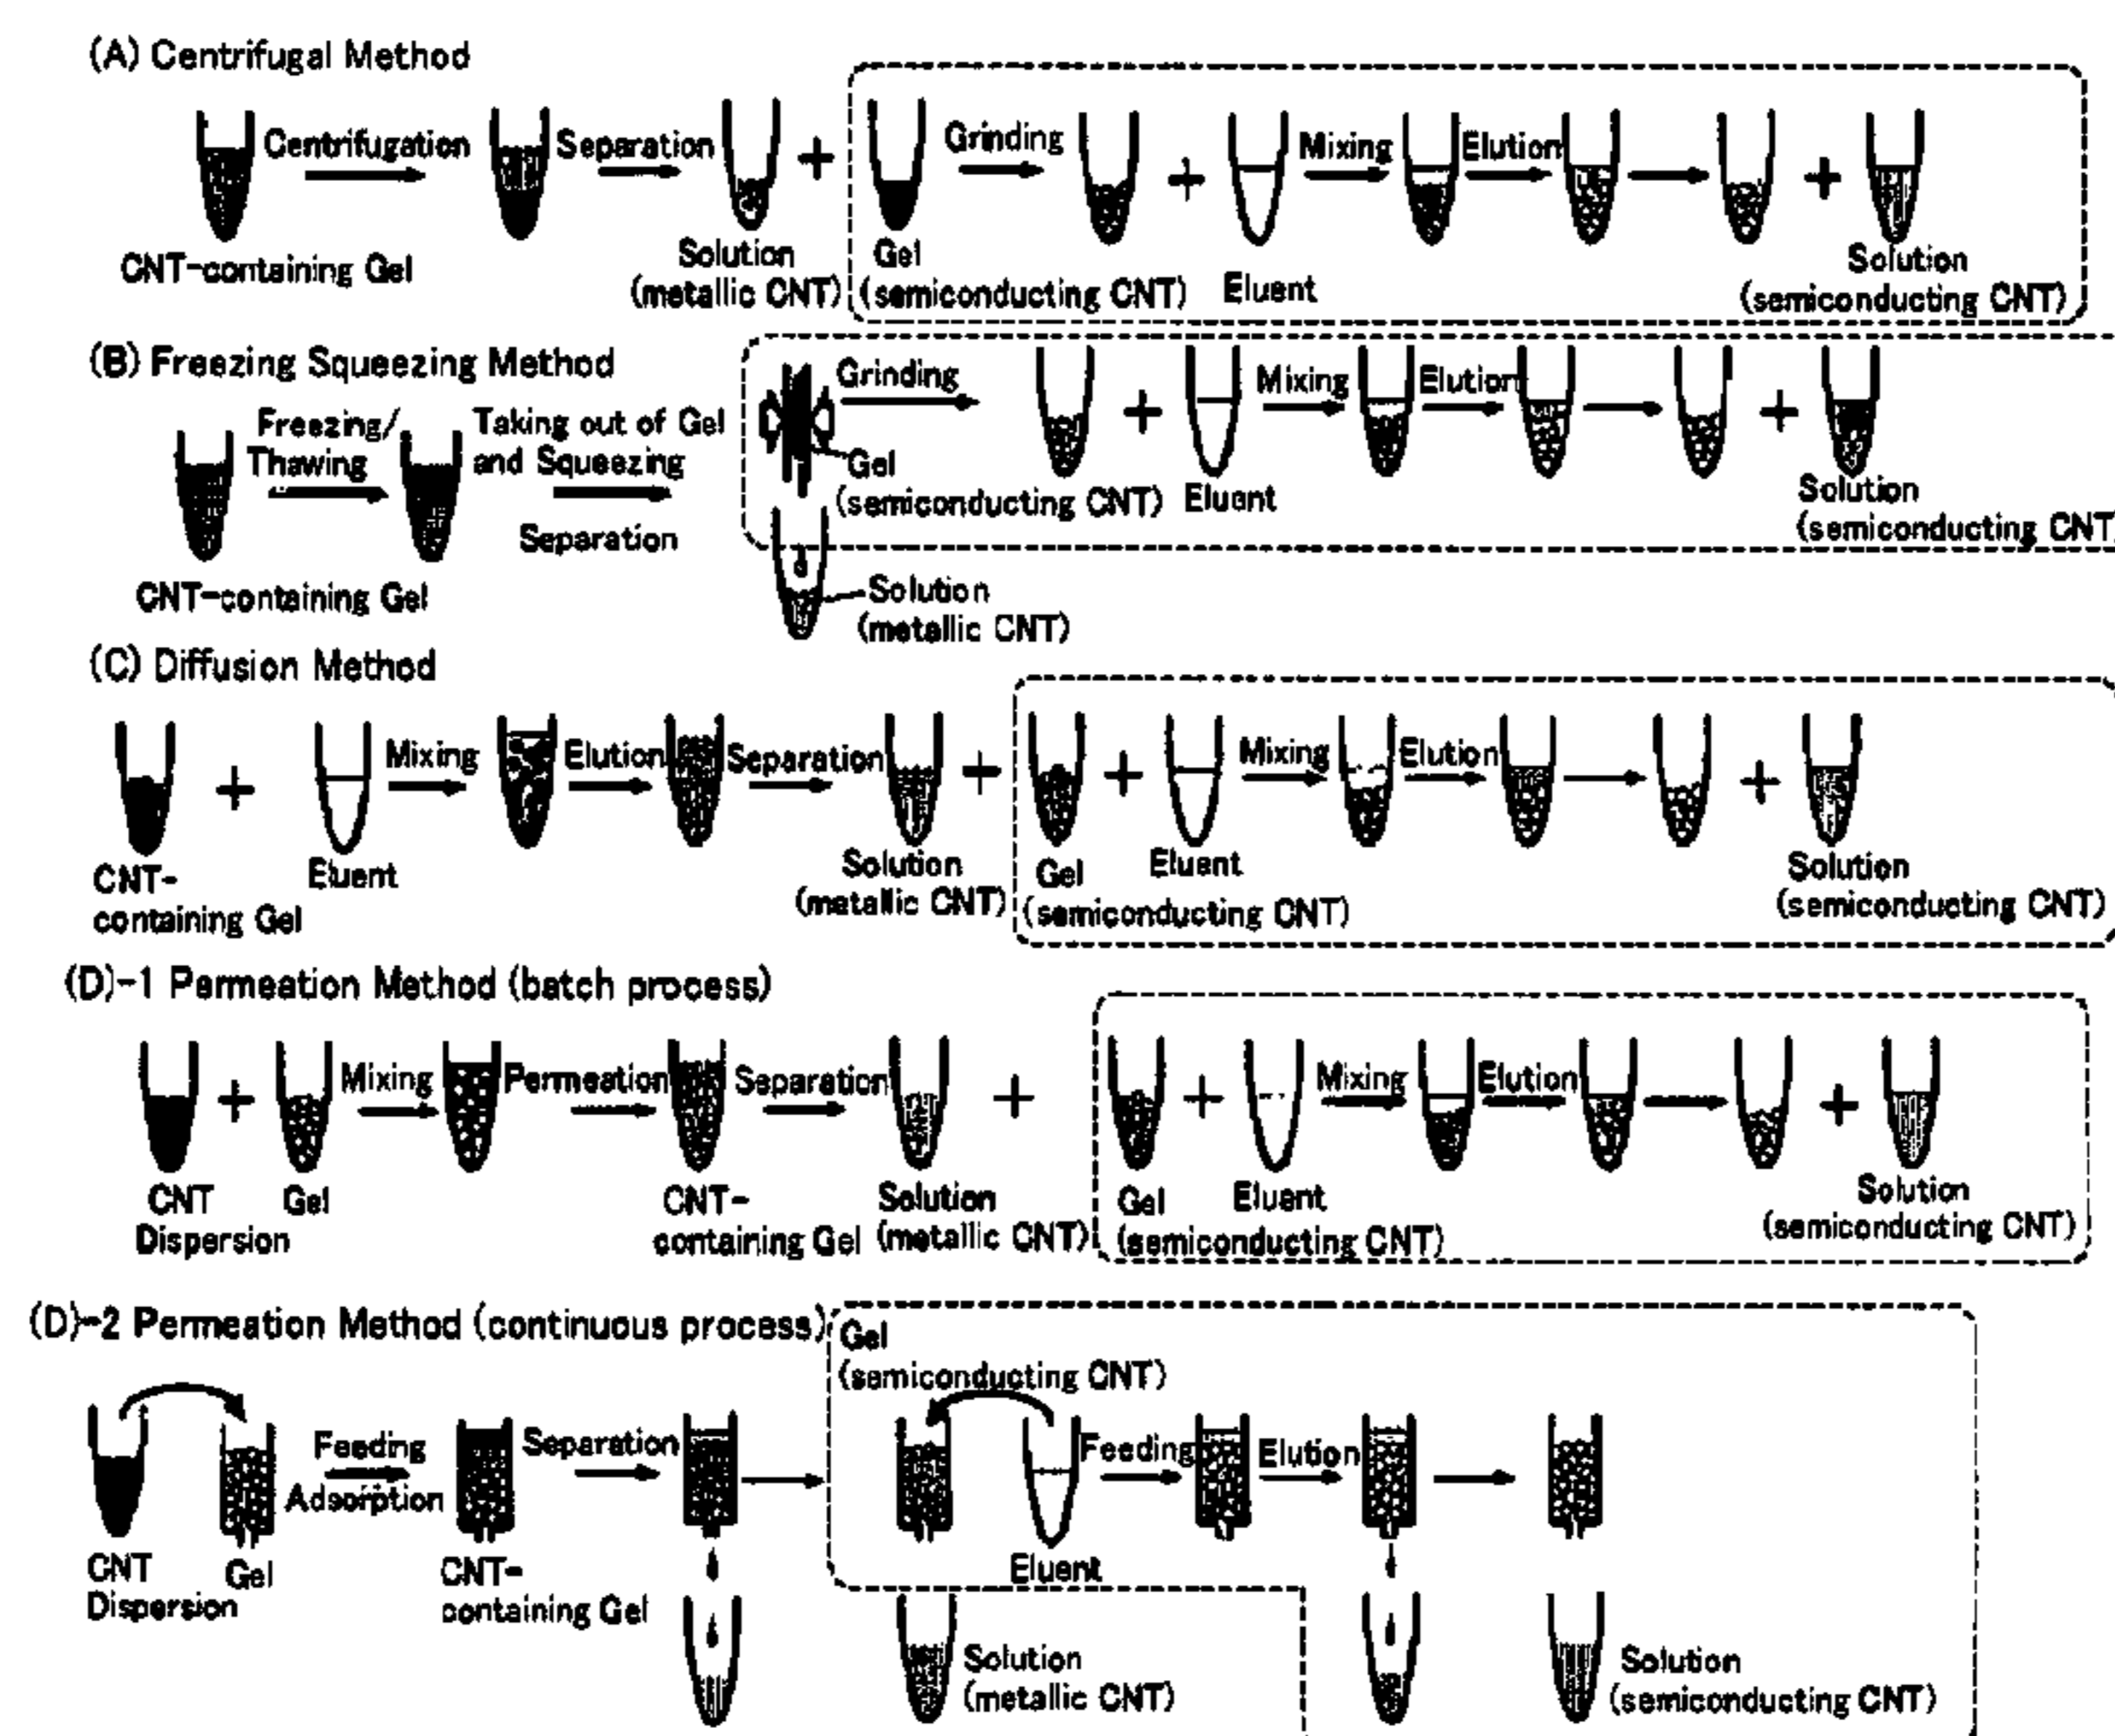 (A) Centrifugal Method
Centrifugation
Separation
+
Grinding
+
Mixing
Elution
+
CNT-containing Gel
Solution
(metallic CNT)
Gel
(semiconducting CNT)
Eluent
Solution
(semiconducting CNT)
(B) Freezing Squeezing Method
Freezing/
Thawing
Taking out of Gel
and Squeezing
Separation
Grinding
+
Mixing
Elution
+
Gel
(semiconducting CNT)
Eluent
Solution
(semiconducting CNT)
CNT-containing Gel
Solution
(metallic CNT)
(C) Diffusion Method
+
Mixing
Elution
Separation
+
+
Mixing
Elution
+
CNT-
containing Gel
Eluent
Solution
(metallic CNT)
Gel
(semiconducting CNT)
Eluent
Solution
(semiconducting CNT)
(D)-1 Permeation Method (batch process)
+
Mixing
Permeation
Separation
+
+
Mixing
Elution
+
CNT
Dispersion
Gel
CNT-
containing Gel
Solution
(metallic CNT)
Gel
(semiconducting CNT)
Eluent
Solution
(semiconducting CNT)
(D)-2 Permeation Method (continuous process)
Gel
(semiconducting CNT)
Feeding
Adsorption
Separation
Feeding
Elution
CNT
Dispersion
Gel
CNT-
containing Gel
Eluent
Solution
(metallic CNT)
Solution
(semiconducting CNT)